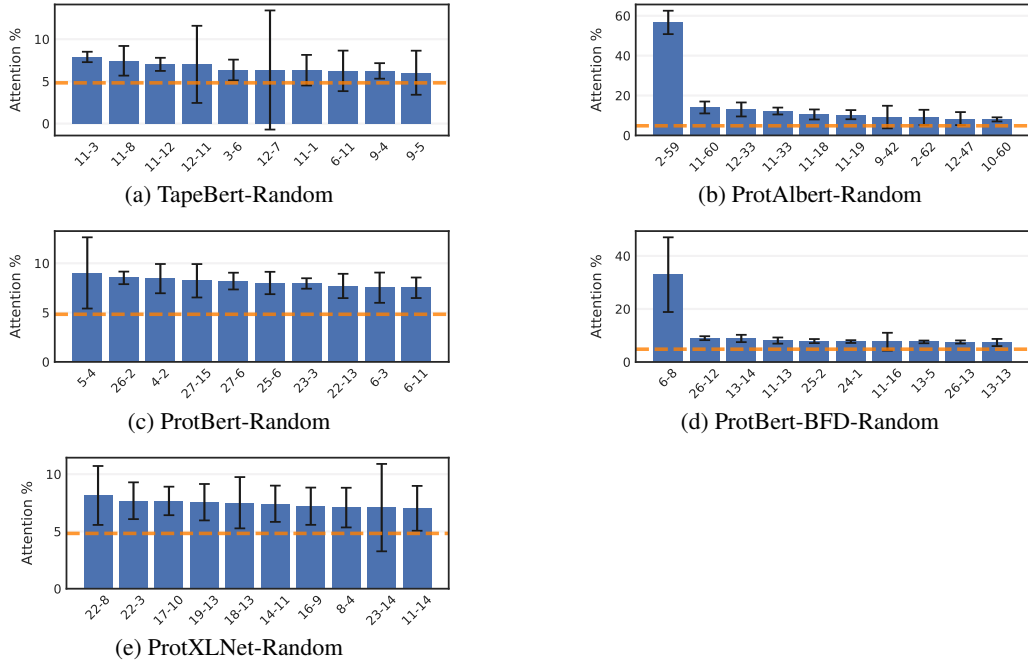 Attention %
10
5
0
11-3 11-8 11-12 12-11 3-6 12-7 11-1 6-11 9-4 9-5
(a) TapeBert-Random
Attention %
60
40
20
0
2-59 11-60 12-33 11-33 11-18 11-19 9-42 2-62 12-47 10-60
(b) ProtAlbert-Random
Attention %
10
5
0
5-4 26-2 4-2 27-15 27-6 25-6 23-3 22-13 6-3 6-11
(c) ProtBert-Random
Attention %
40
20
0
6-8 26-12 13-14 11-13 25-2 24-1 11-16 13-5 26-13 13-13
(d) ProtBert-BFD-Random
Attention %
10
5
0
22-8 22-3 17-10 19-13 18-13 14-11 16-9 8-4 23-14 11-14
(e) ProtXLNet-Random